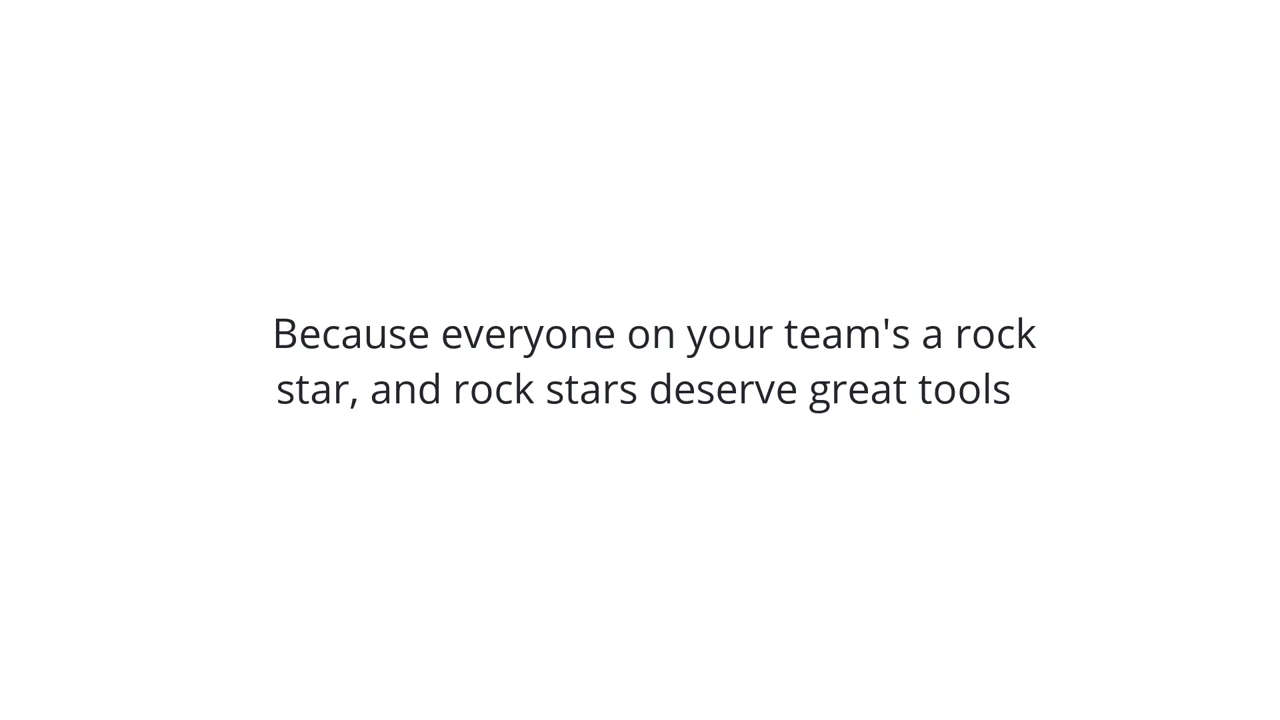 Because everyone on your team's a rock
star, and rock stars deserve great tools